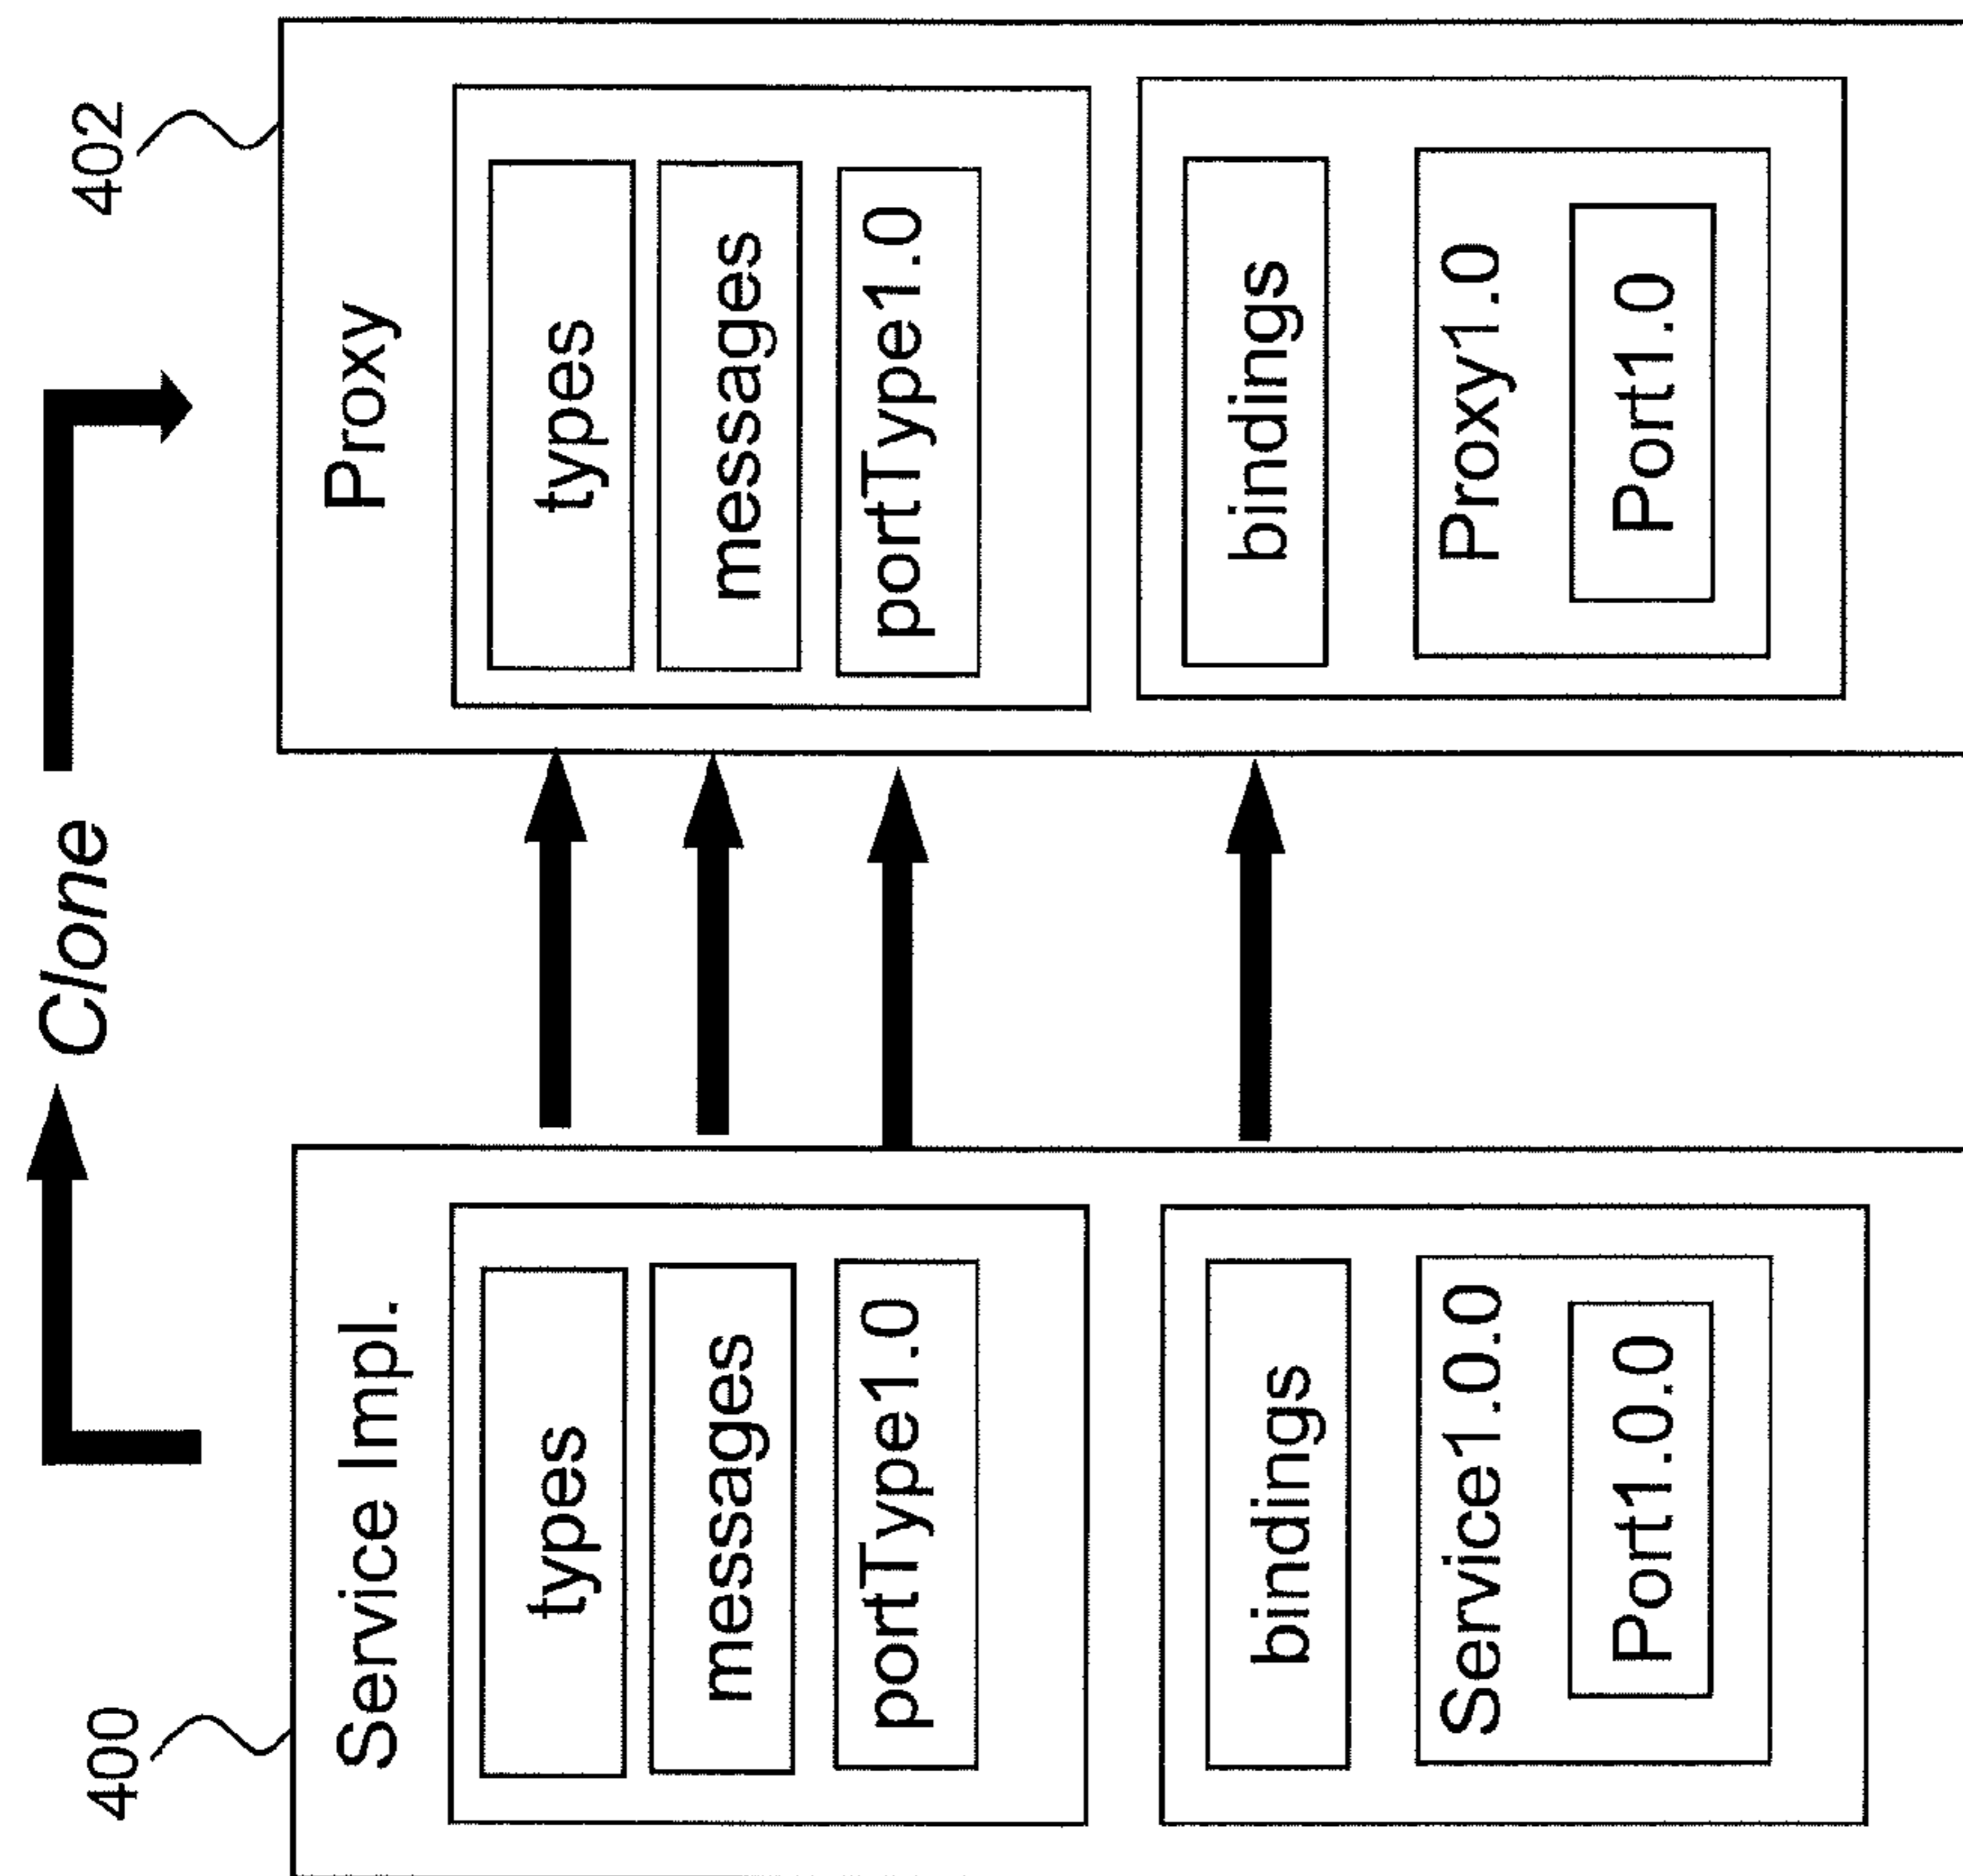 Clone
400
Service Impl.
types
messages
portType1.0
bindings
Service1.0.0
Port1.0.0
402
Proxy
types
messages
portType1.0
bindings
Proxy1.0
Port1.0